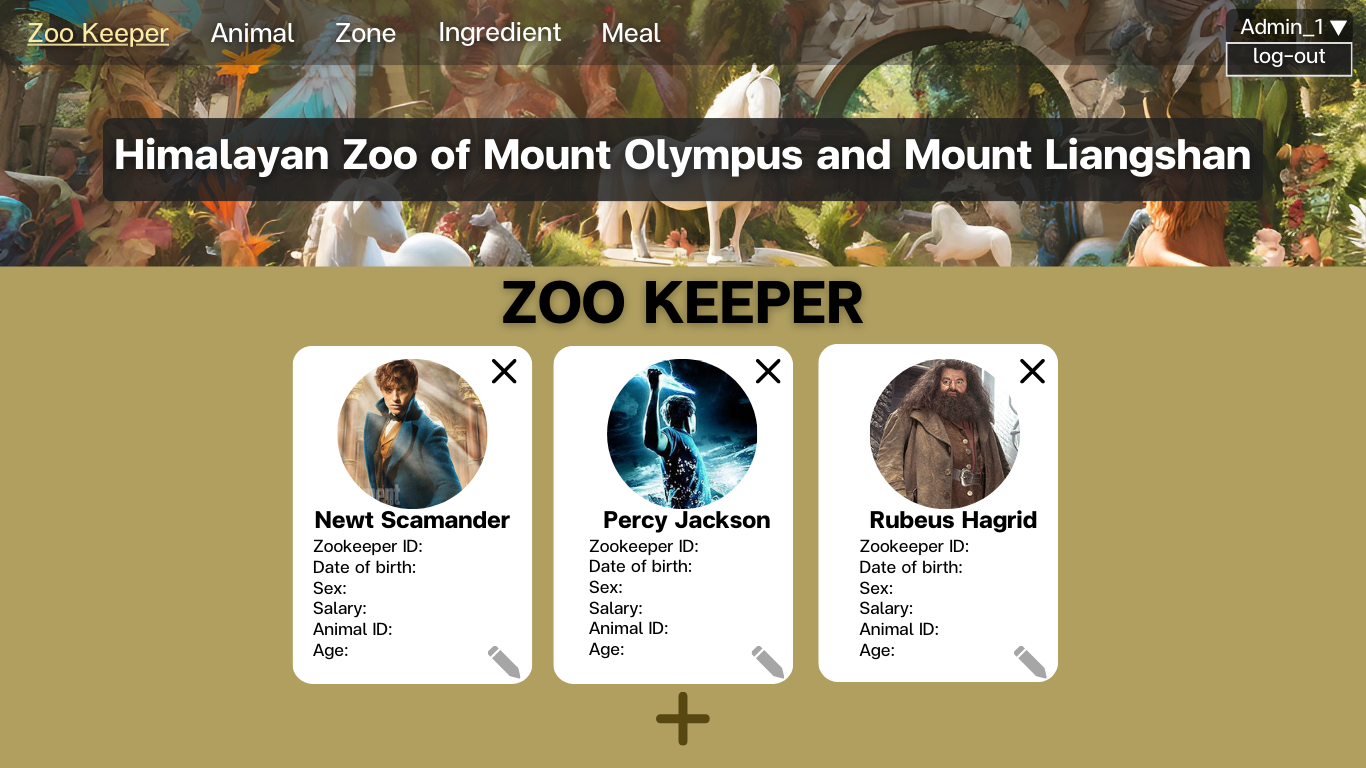 Zoo Keeper Animal Zone Ingredient Meal Admin_1 ▼
log-out
Himalayan Zoo of Mount Olympus and Mount Liangshan
ZOO KEEPER
Newt Scamander
Zookeeper ID:
Date of birth:
Sex:
Salary:
Animal ID:
Age:
Percy Jackson
Zookeeper ID:
Date of birth:
Sex:
Salary:
Animal ID:
Age:
Rubeus Hagrid
Zookeeper ID:
Date of birth:
Sex:
Salary:
Animal ID:
Age: